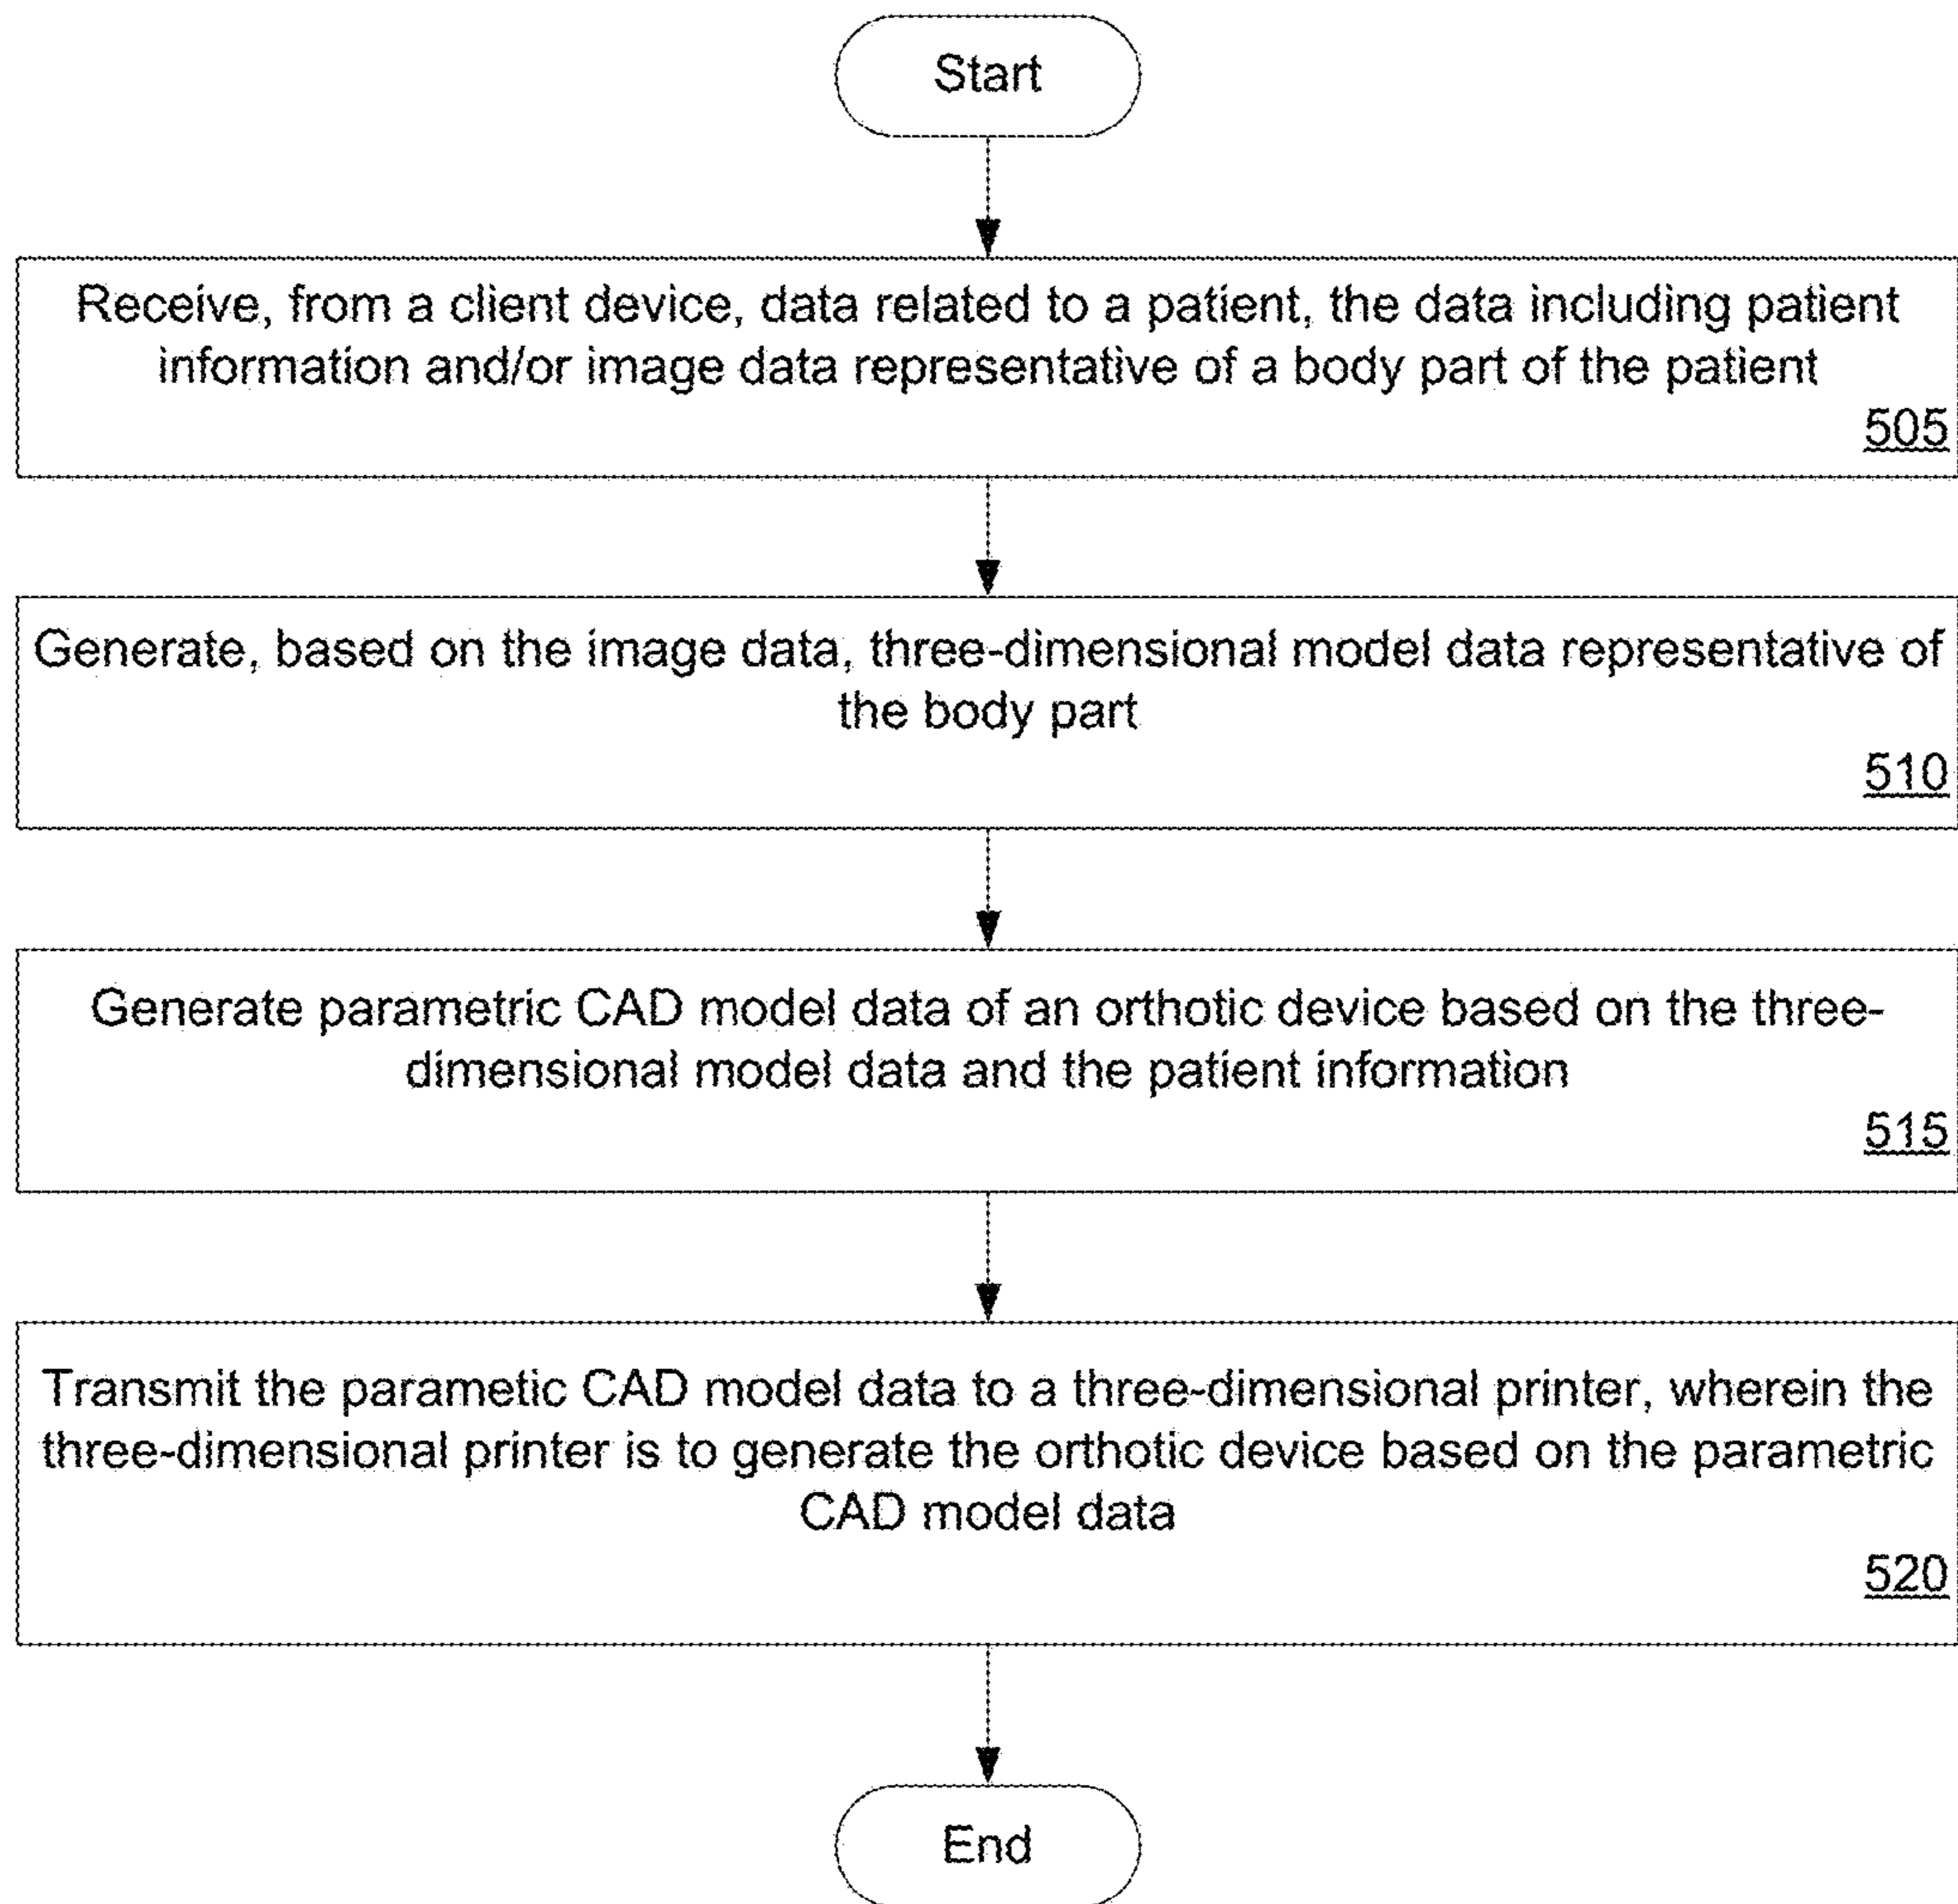 Start
Receive, from a client device, data related to a patient, the data including patient
information and/or image data representative of a body part of the patient
505
Generate, based on the image data, three-dimensional model data representative of
the body part
510
Generate parametric CAD model data of an orthotic device based on the three-
dimensional model data and the patient information
515
Transmit the parametic CAD model data to a three-dimensional printer, wherein the
three-dimensional printer is to generate the orthotic device based on the parametric
CAD model data
520
End